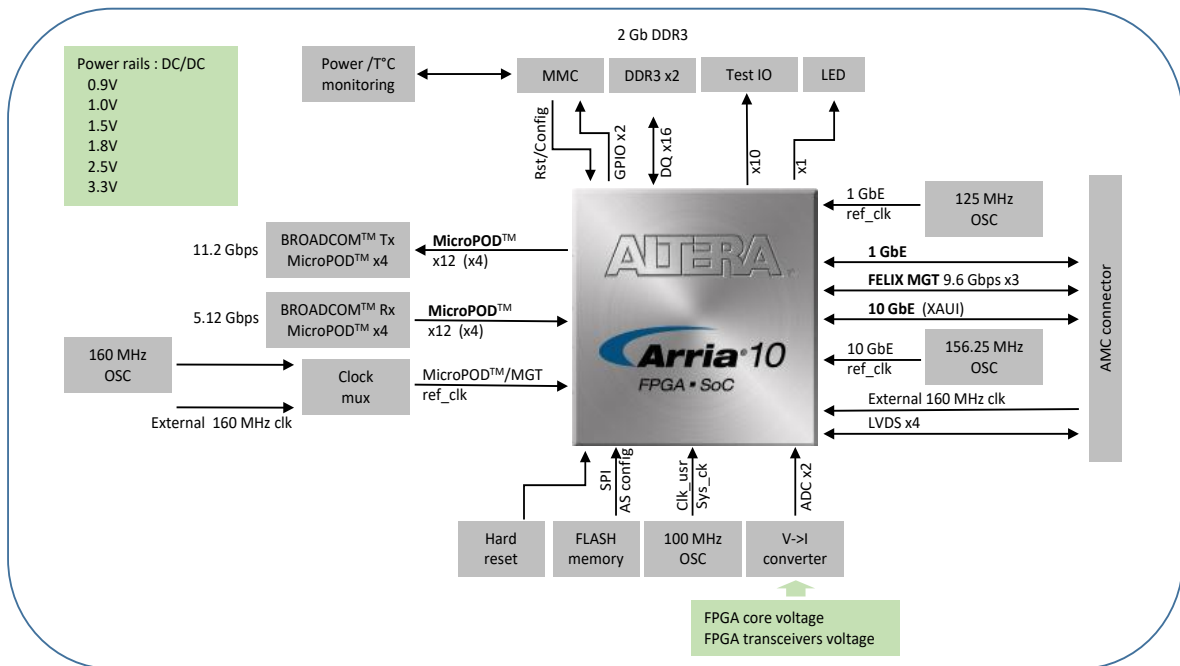 2 Gb DDR3
Power rails : DC/DC
0.9V
1.0V
1.5V
1.8V
2.5V
3.3V
Power /T°C
monitoring
MMC
DDR3 x2
Test IO
LED
Rst/Config
GPIO x2
DQ x16
x10
x1
1 GbE
ref_clk
125 MHz
OSC
11.2 Gbps
BROADCOM™ Tx
MicroPOD™ x4
MicroPOD™
x12 (x4)
ALTERA®
1 GbE
FELIX MGT 9.6 Gbps x3
10 GbE (XAUI)
AMC connector
5.12 Gbps
BROADCOM™ Rx
MicroPOD™ x4
MicroPOD™
x12 (x4)
Arria® 10
FPGA • SoC
10 GbE
ref_clk
156.25 MHz
OSC
160 MHz
OSC
Clock
mux
MicroPOD™/MGT
ref_clk
External 160 MHz clk
External 160 MHz clk
LVDS x4
SPI
AS config
Clk_usr
Sys_ck
ADC x2
Hard
reset
FLASH
memory
100 MHz
OSC
V->I
converter
FPGA core voltage
FPGA transceivers voltage